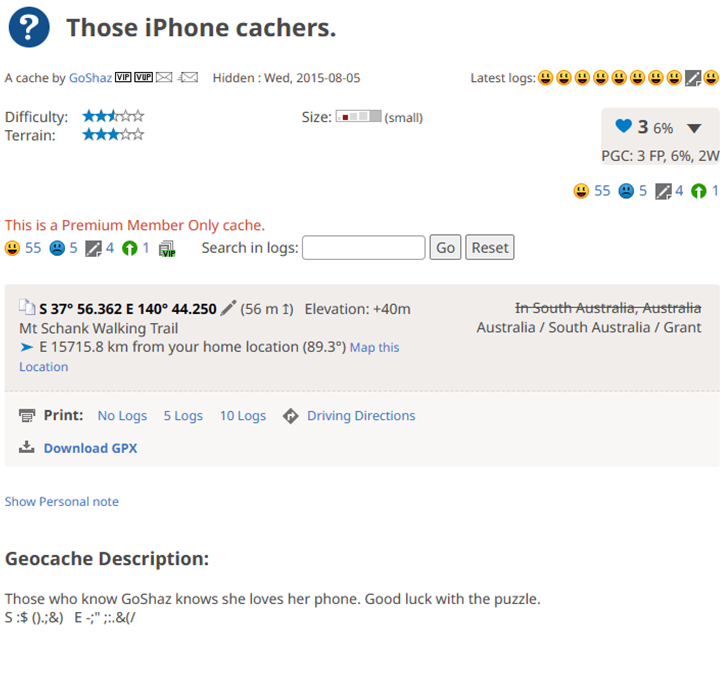 Those iPhone cachers.
A cache by GoShaz VIP VUP Hidden : Wed, 2015-08-05 Latest logs:
Difficulty:
Terrain:
Size: (small)
3 6%
PGC: 3 FP, 6%, 2W
55 5 4 1
This is a Premium Member Only cache.
55 5 4 1 VIP Search in logs: Go Reset
S 37° 56.362 E 140° 44.250 (56 m ↥) Elevation: +40m
In South Australia, Australia
Mt Schank Walking Trail
Australia / South Australia / Grant
E 15715.8 km from your home location (89.3°) Map this
Location
Print: No Logs 5 Logs 10 Logs Driving Directions
Download GPX
Show Personal note
Geocache Description:
Those who know GoShaz knows she loves her phone. Good luck with the puzzle.
S :$ ().;&) E -;" ;:.&(/